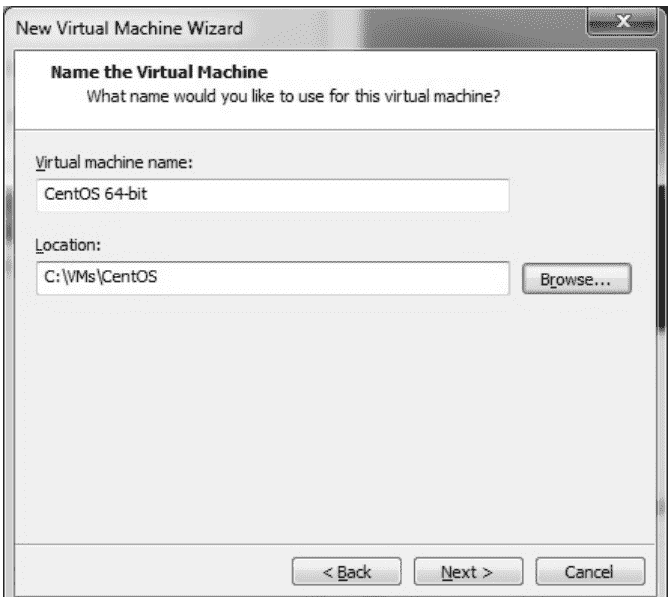 New Virtual Machine Wizard
Name the Virtual Machine
What name would you like to use for this virtual machine?
Virtual machine name:
CentOS 64-bit
Location:
C:\VMs\CentOS
Browse...
< Back
Next >
Cancel